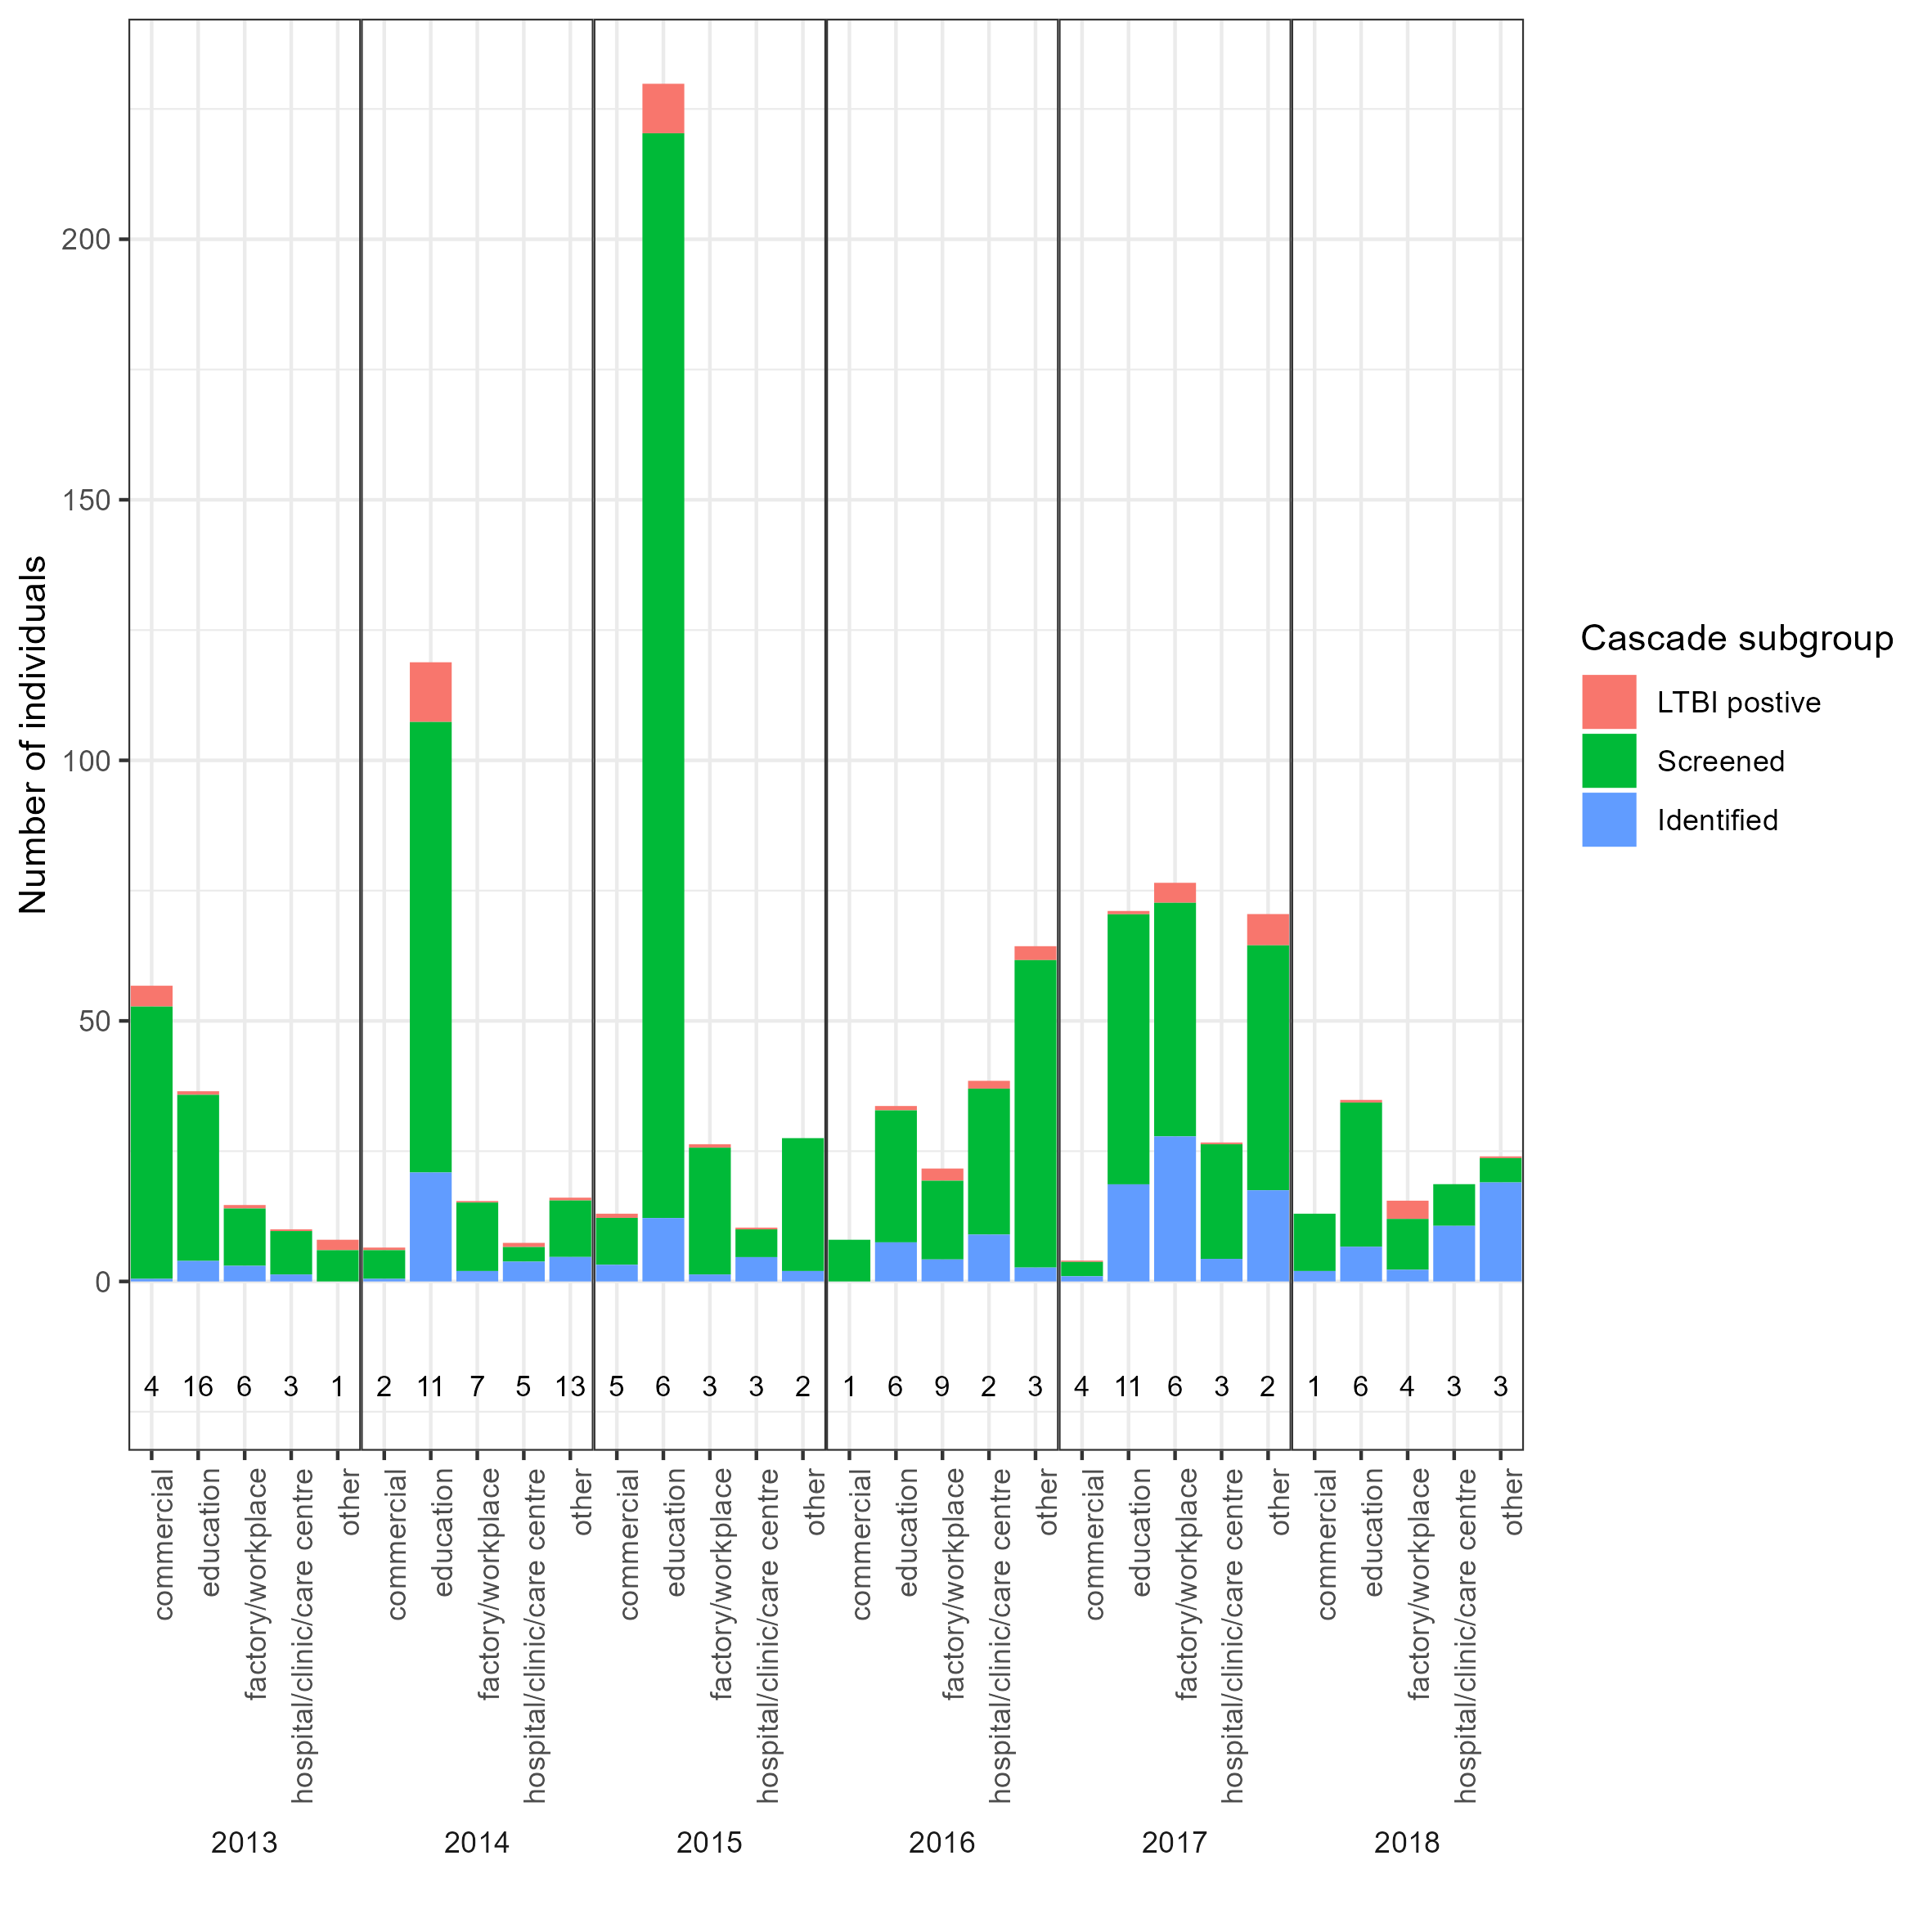 Number of individuals
200
150
100
50
0
4 16 6 3 1 2 11 7 5 13 5 6 3 3 2 1 6 9 2 3 4 11 6 3 2 1 6 4 3 3
commercial
education
factory/workplace
hospital/clinic/care centre
other
commercial
education
factory/workplace
hospital/clinic/care centre
other
commercial
education
factory/workplace
hospital/clinic/care centre
other
commercial
education
factory/workplace
hospital/clinic/care centre
other
commercial
education
factory/workplace
hospital/clinic/care centre
other
commercial
education
factory/workplace
hospital/clinic/care centre
other
2013 2014 2015 2016 2017 2018
Cascade subgroup
LTBI postive
Screened
Identified